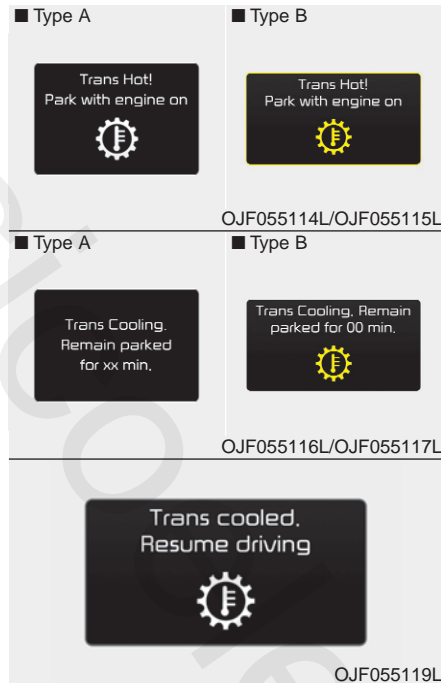 ■ Type A
■ Type B
Trans Hot!
Park with engine on
Trans Hot!
Park with engine on
OJF055114L/OJF055115L
■ Type A
■ Type B
Trans Cooling.
Remain parked
for xx min.
Trans Cooling, Remain
parked for 00 min.
OJF055116L/OJF055117L
Trans cooled.
Resume driving
OJF055119L